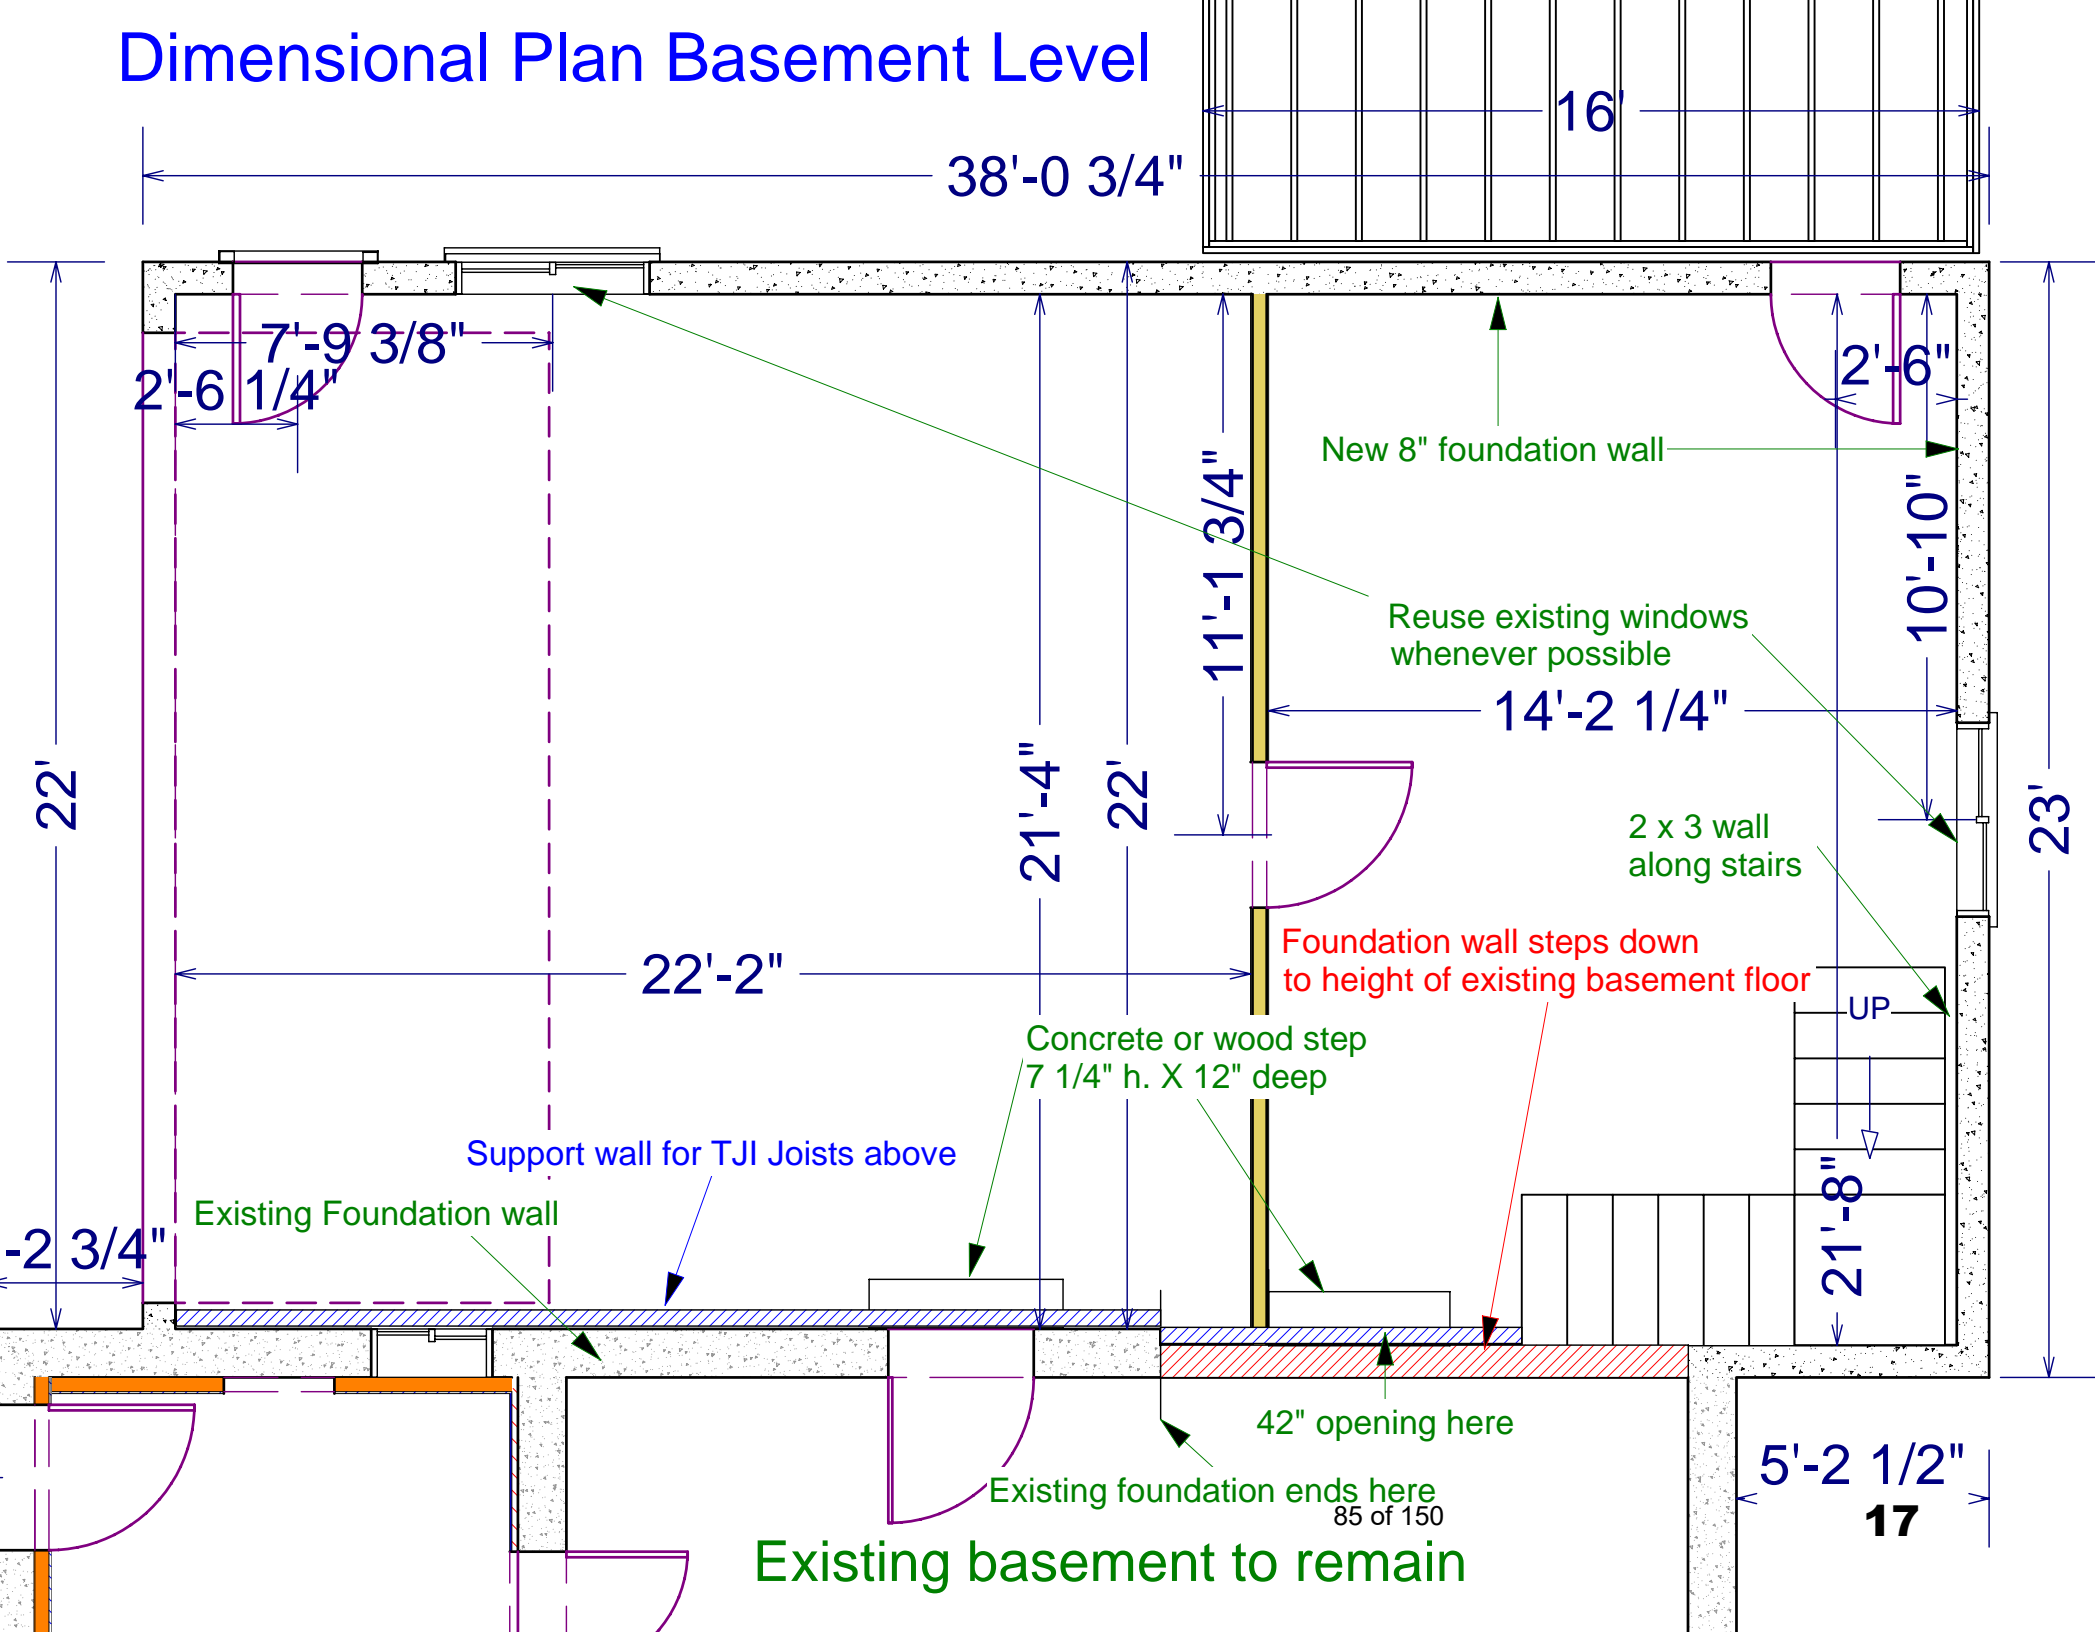 Dimensional Plan Basement Level
16'
38'-0 3/4"
7'-9 3/8"
2'-6 1/4"
2'-6"
New 8" foundation wall
11'-1 3/4"
10'-10"
Reuse existing windows
whenever possible
14'-2 1/4"
22'
21'-4"
22'
23'
2 x 3 wall
along stairs
Foundation wall steps down
to height of existing basement floor
22'-2"
UP
Concrete or wood step
7 1/4" h. X 12" deep
Support wall for TJI Joists above
Existing Foundation wall
-2 3/4"
21'-8"
42" opening here
5'-2 1/2"
Existing foundation ends here
85 of 150
17
Existing basement to remain